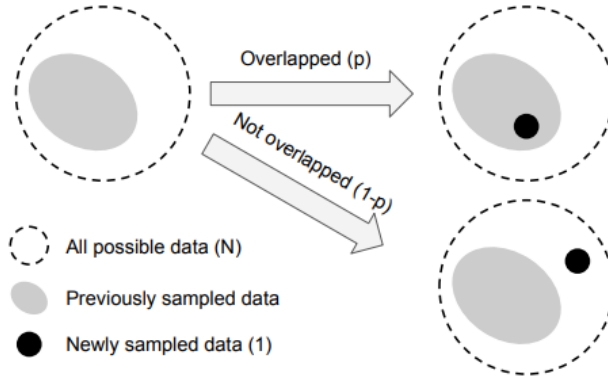 Overlapped (p)
Not overlapped (1-p)
All possible data (N)
Previously sampled data
Newly sampled data (1)